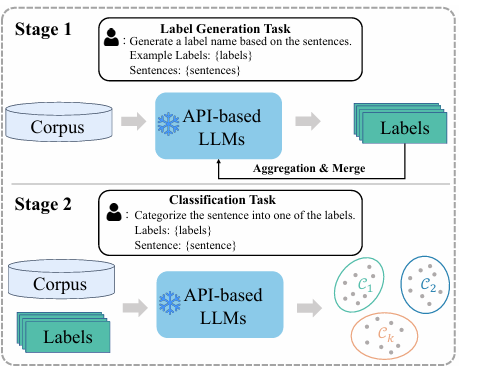 Stage 1
Label Generation Task
: Generate a label name based on the sentences.
Example Labels: {labels}
Sentences: {sentences}
Corpus
API-based
LLMs
Labels
Aggregation & Merge
Stage 2
Classification Task
: Categorize the sentence into one of the labels.
Labels: {labels}
Sentence: {sentence}
Corpus
Labels
API-based
LLMs
𝒞1
𝒞2
𝒞k